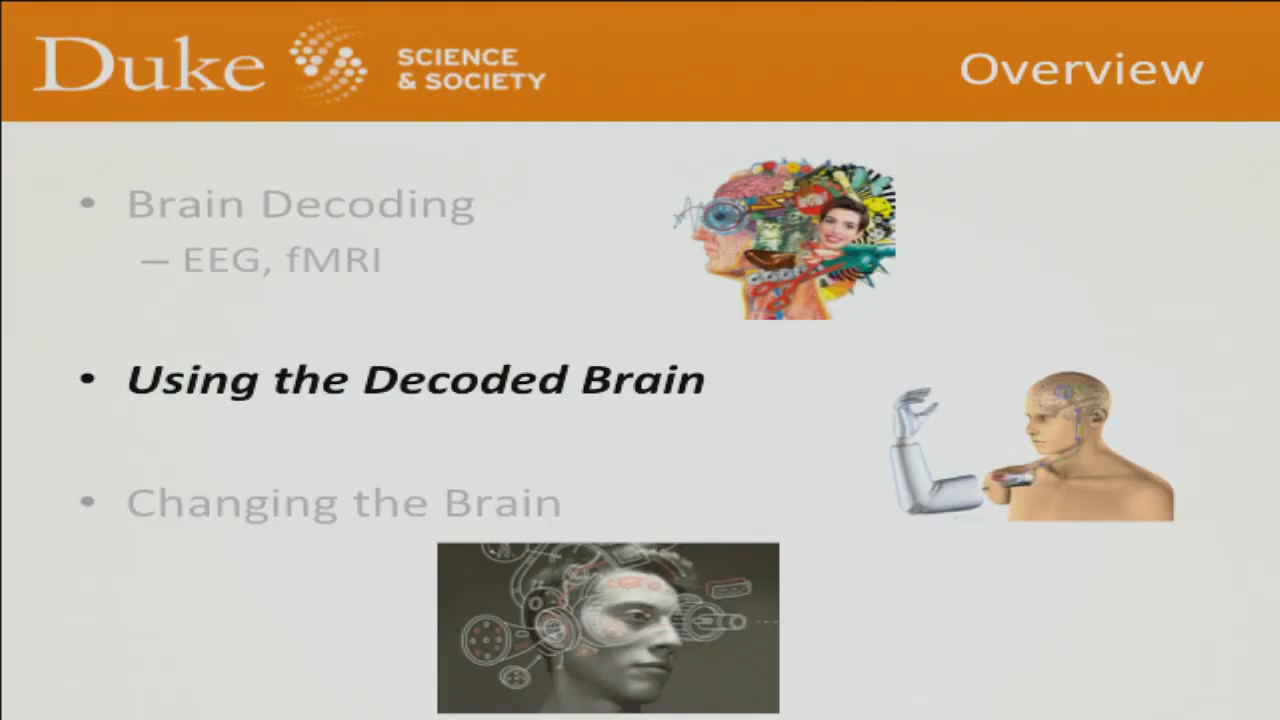 Duke SCIENCE & SOCIETY
Overview
• Brain Decoding
– EEG, fMRI
• Using the Decoded Brain
• Changing the Brain